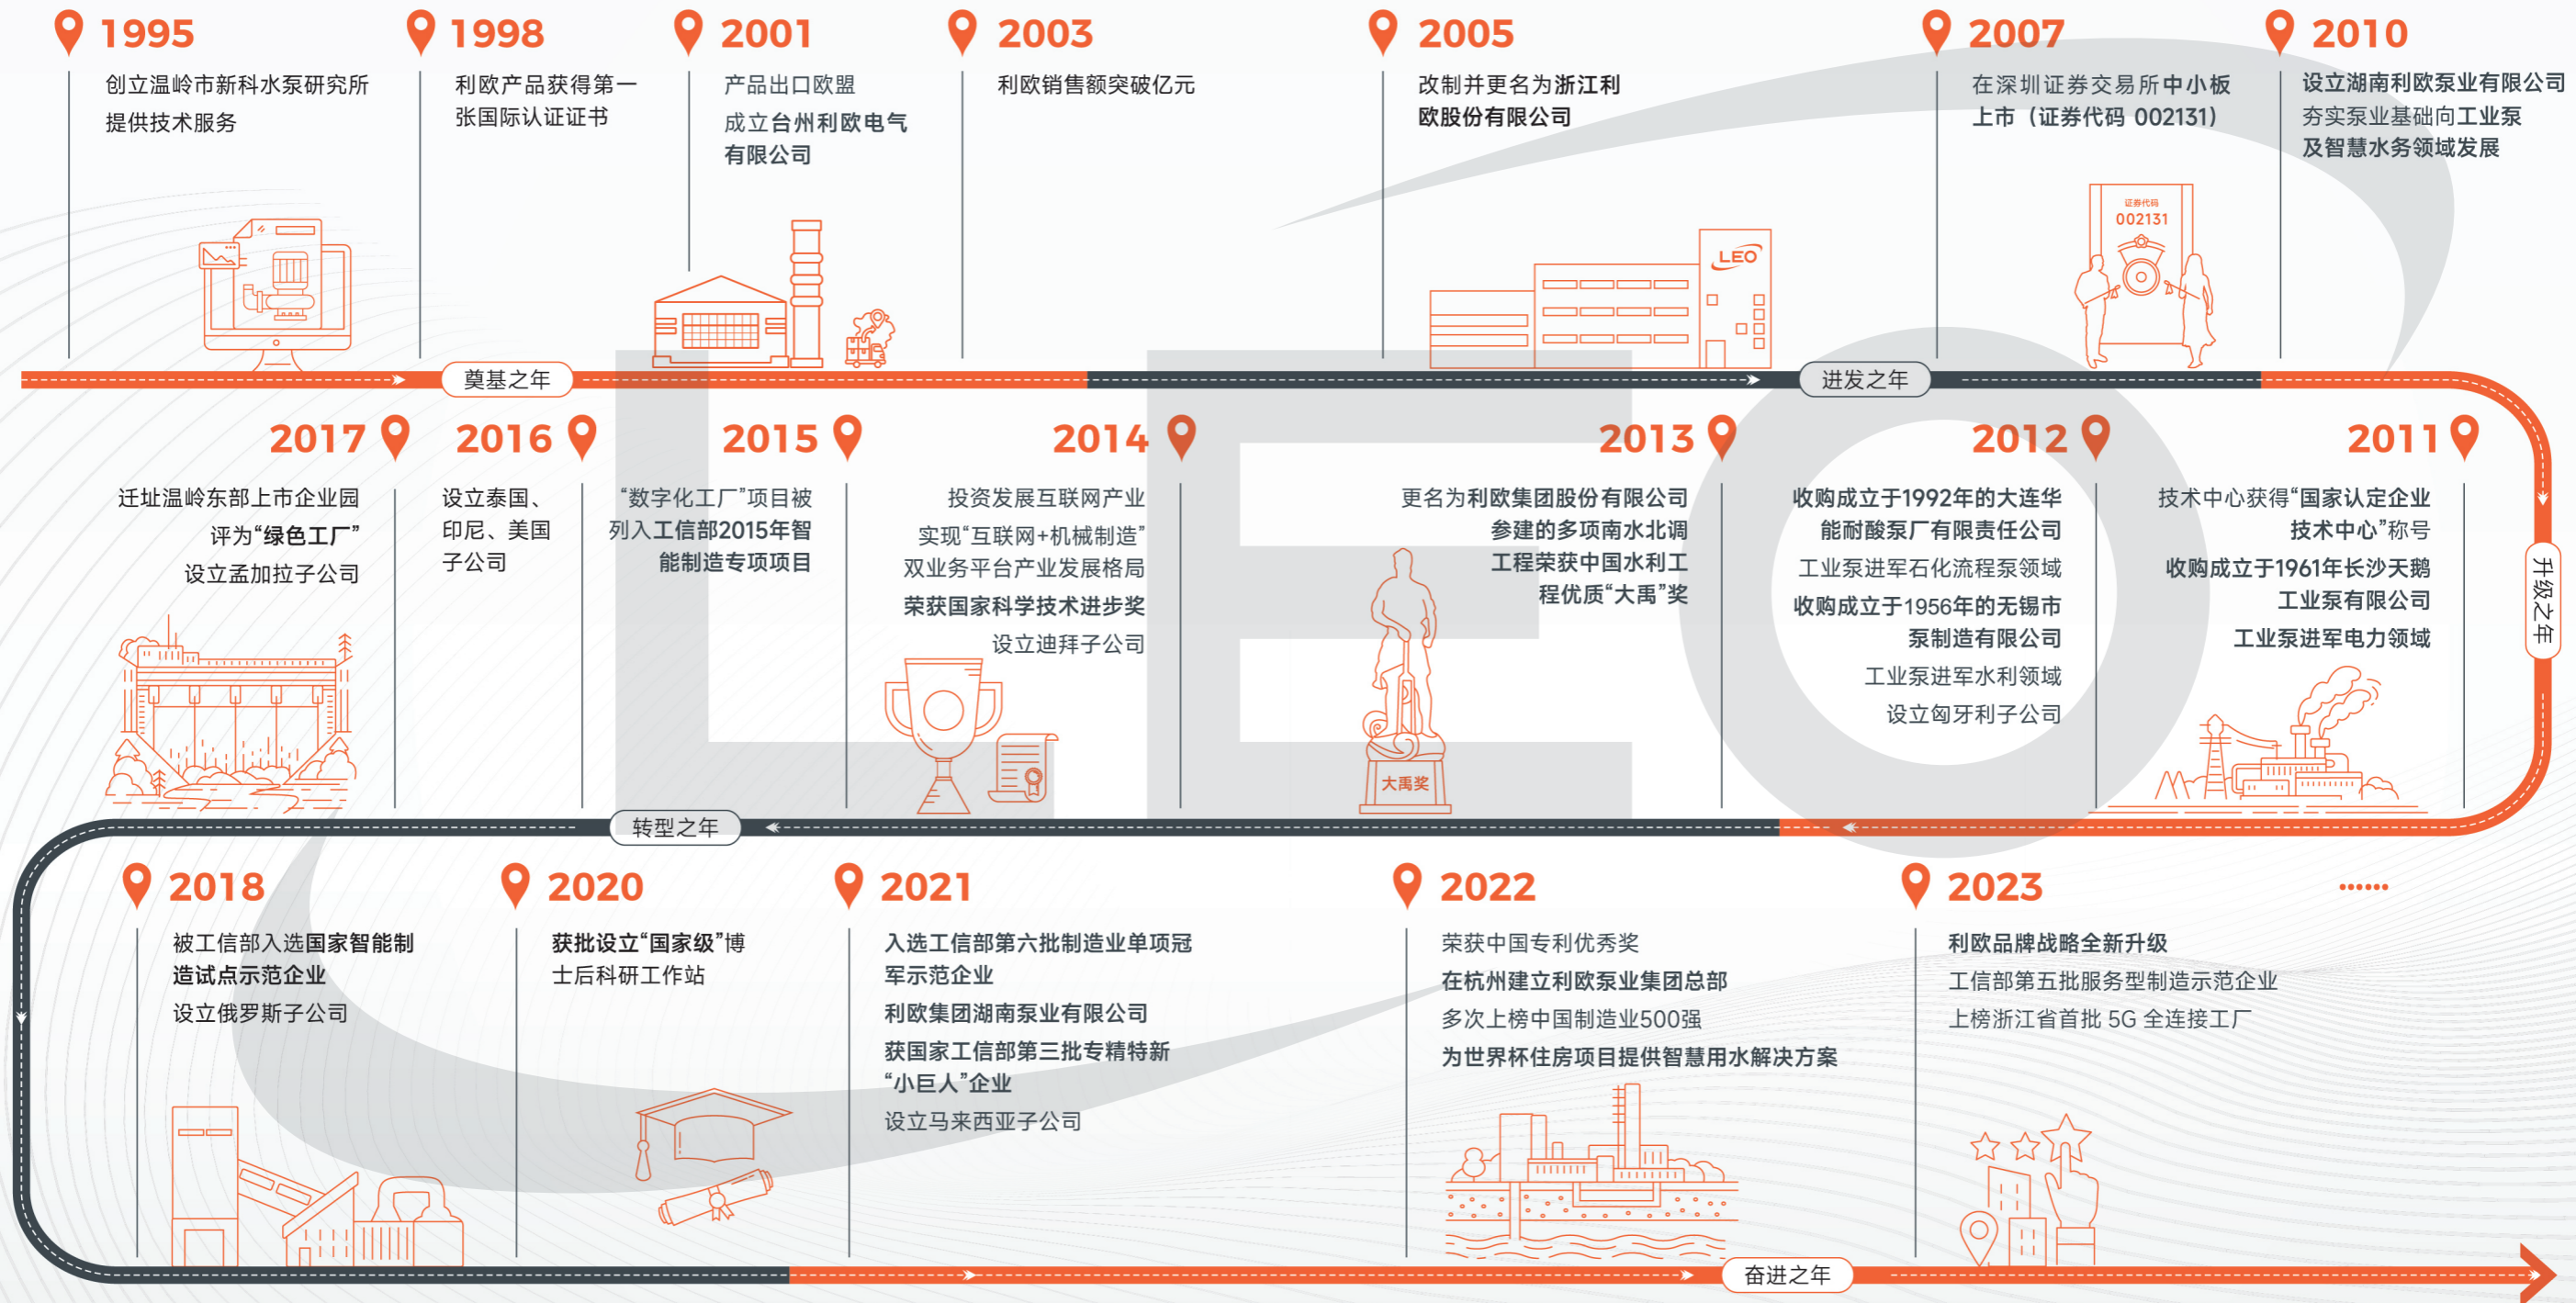 1995
创立温岭市新科水泵研究所
提供技术服务
1998
利欧产品获得第一
张国际认证证书
2001
产品出口欧盟
成立台州利欧电气
有限公司
2003
利欧销售额突破亿元
2005
改制并更名为浙江利
欧股份有限公司
LEO
2007
在深圳证券交易所中小板
上市（证券代码 002131）
证券代码
002131
2010
设立湖南利欧泵业有限公司
夯实泵业基础向工业泵
及智慧水务领域发展
奠基之年
进发之年
2011
技术中心获得“国家认定企业
技术中心”称号
收购成立于1961年长沙天鹅
工业泵有限公司
工业泵进军电力领域
升级之年
2012
收购成立于1992年的大连华
能耐酸泵厂有限责任公司
工业泵进军石化流程泵领域
收购成立于1956年的无锡市
泵制造有限公司
工业泵进军水利领域
设立匈牙利子公司
2013
更名为利欧集团股份有限公司
参建的多项南水北调
工程荣获中国水利工
程优质“大禹”奖
大禹奖
2014
投资发展互联网产业
实现“互联网+机械制造”
双业务平台产业发展格局
荣获国家科学技术进步奖
设立迪拜子公司
2015
“数字化工厂”项目被
列入工信部2015年智
能制造专项项目
2016
设立泰国、
印尼、美国
子公司
2017
迁址温岭东部上市企业园
评为“绿色工厂”
设立孟加拉子公司
LEO
转型之年
2018
被工信部入选国家智能制
造试点示范企业
设立俄罗斯子公司
2020
获批设立“国家级”博
士后科研工作站
2021
入选工信部第六批制造业单项冠
军示范企业
利欧集团湖南泵业有限公司
获国家工信部第三批专精特新
“小巨人”企业
设立马来西亚子公司
2022
荣获中国专利优秀奖
在杭州建立利欧泵业集团总部
多次上榜中国制造业500强
为世界杯住房项目提供智慧用水解决方案
2023
利欧品牌战略全新升级
工信部第五批服务型制造示范企业
上榜浙江省首批 5G 全连接工厂
······
奋进之年